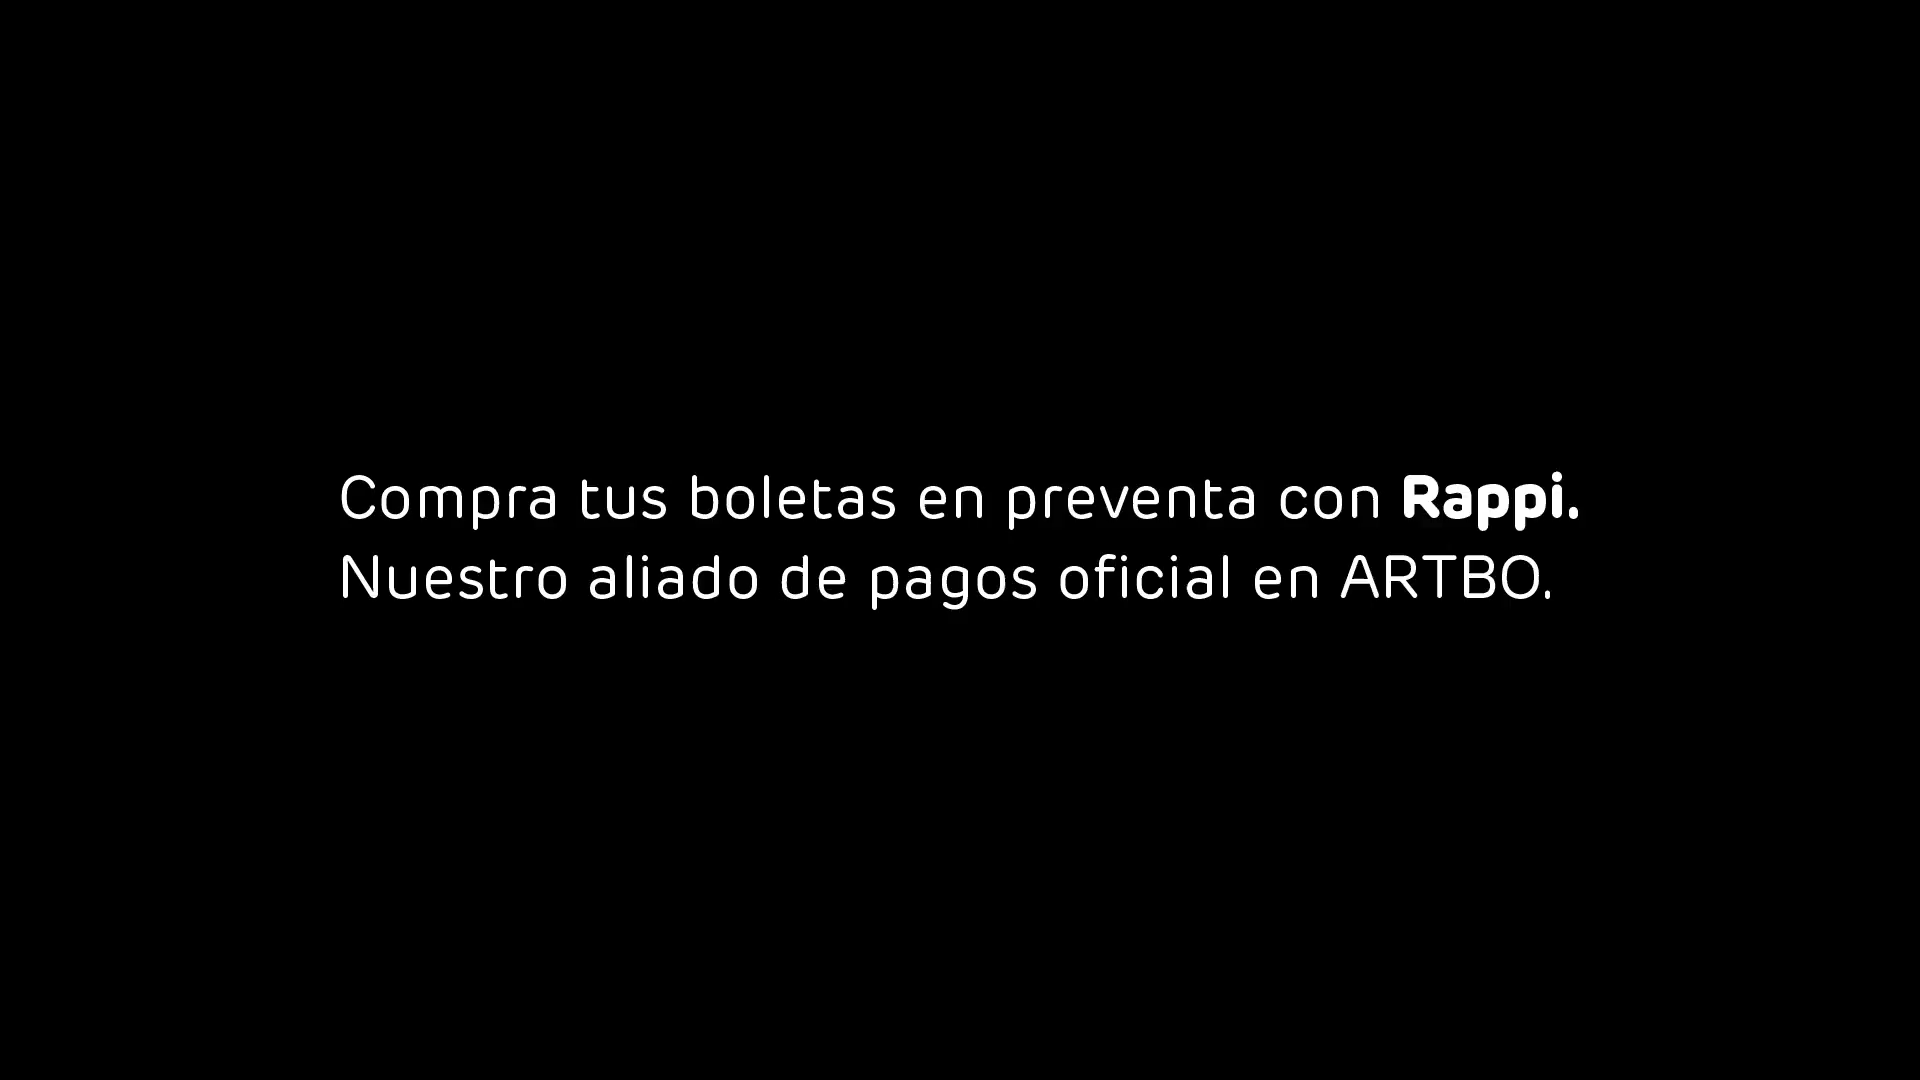 Compra tus boletas en preventa con Rappi.
Nuestro aliado de pagos oficial en ARTBO.